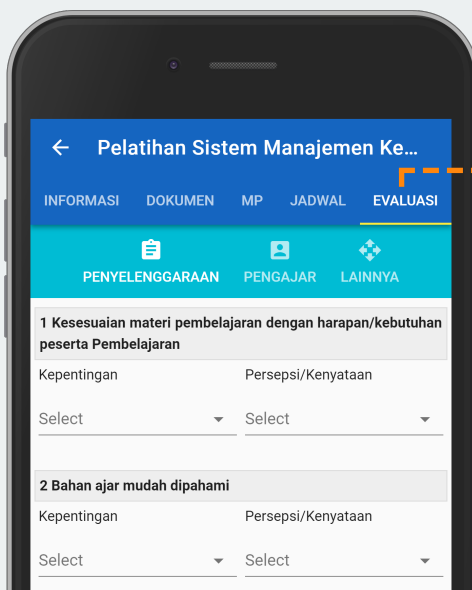 Pelatihan Sistem Manajemen Ke...
INFORMASI DOKUMEN MP JADWAL EVALUASI
PENYELENGGARAAN PENGAJAR LAINNYA
1 Kesesuaian materi pembelajaran dengan harapan/kebutuhan
peserta Pembelajaran
Kepentingan Persepsi/Kenyataan
Select Select
2 Bahan ajar mudah dipahami
Kepentingan Persepsi/Kenyataan
Select Select